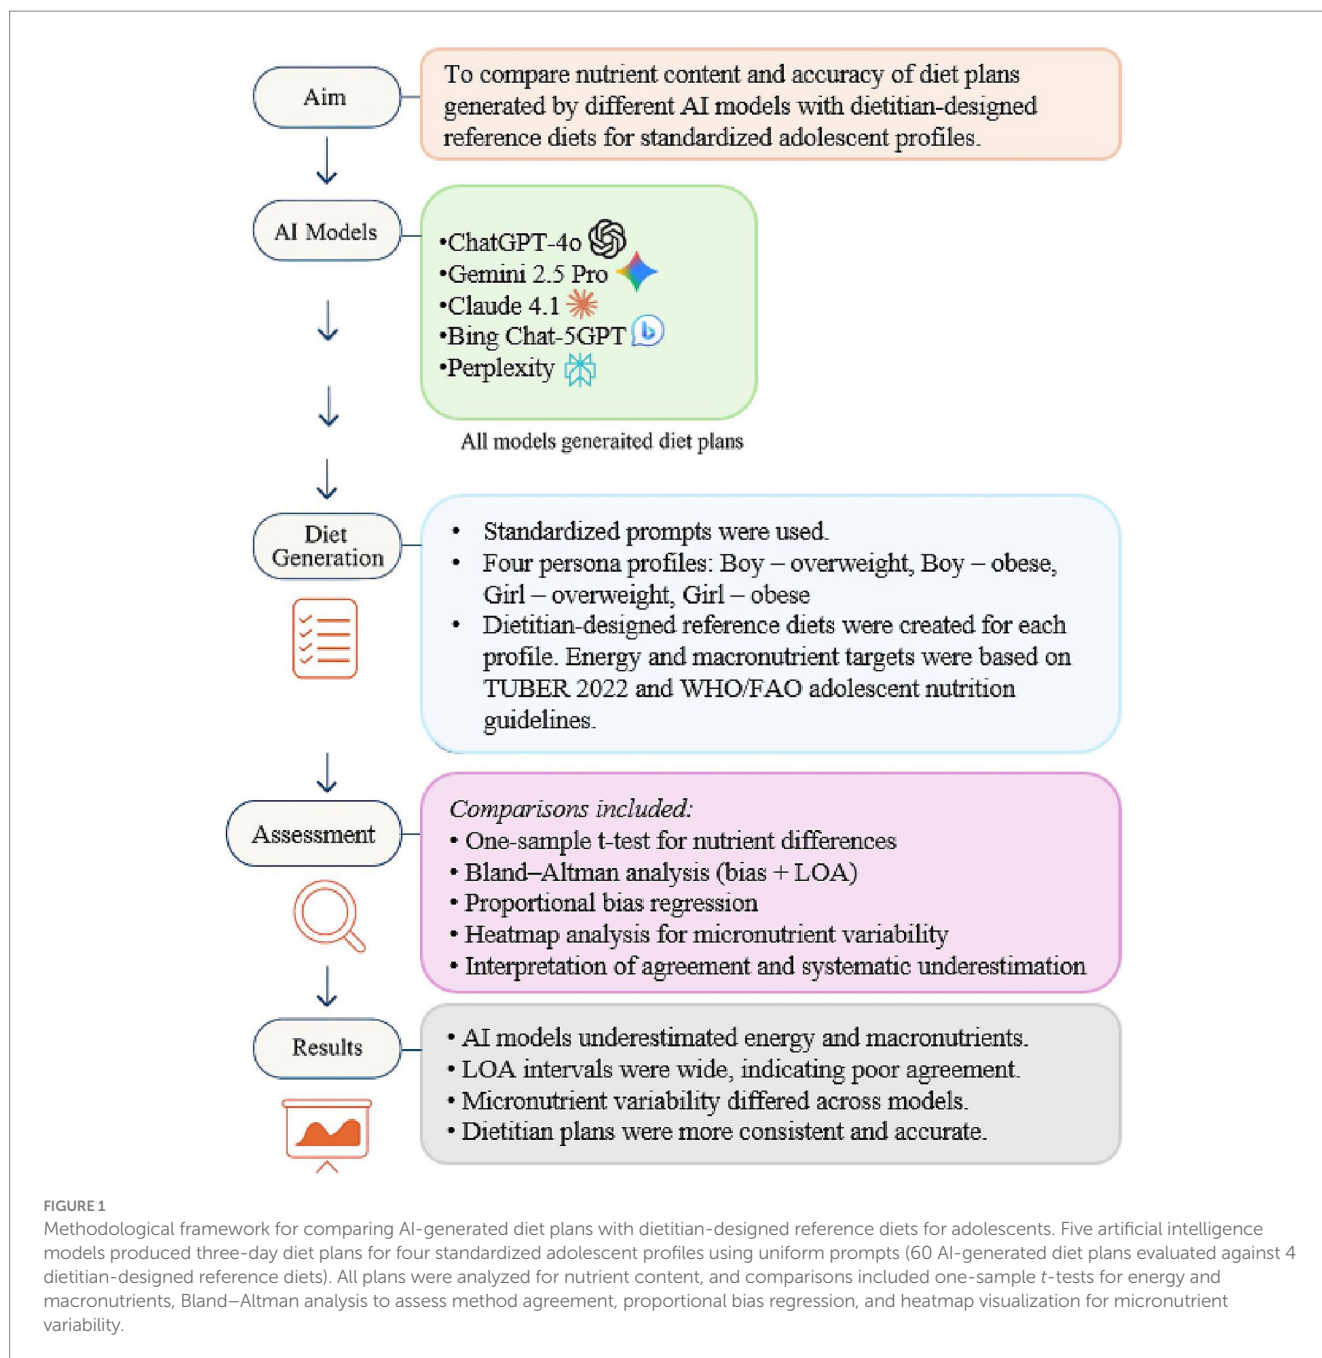 Aim
To compare nutrient content and accuracy of diet plans
generated by different AI models with dietitian-designed
reference diets for standardized adolescent profiles.
AI Models
•ChatGPT-4o
•Gemini 2.5 Pro
•Claude 4.1
•Bing Chat-5GPT
•Perplexity
All models generaited diet plans
Diet
Generation
• Standardized prompts were used.
• Four persona profiles: Boy – overweight, Boy – obese,
Girl – overweight, Girl – obese
• Dietitian-designed reference diets were created for each
profile. Energy and macronutrient targets were based on
TUBER 2022 and WHO/FAO adolescent nutrition
guidelines.
Assessment
Comparisons included:
• One-sample t-test for nutrient differences
• Bland–Altman analysis (bias + LOA)
• Proportional bias regression
• Heatmap analysis for micronutrient variability
• Interpretation of agreement and systematic underestimation
Results
• AI models underestimated energy and macronutrients.
• LOA intervals were wide, indicating poor agreement.
• Micronutrient variability differed across models.
• Dietitian plans were more consistent and accurate.
FIGURE 1
Methodological framework for comparing AI-generated diet plans with dietitian-designed reference diets for adolescents. Five artificial intelligence
models produced three-day diet plans for four standardized adolescent profiles using uniform prompts (60 AI-generated diet plans evaluated against 4
dietitian-designed reference diets). All plans were analyzed for nutrient content, and comparisons included one-sample t-tests for energy and
macronutrients, Bland–Altman analysis to assess method agreement, proportional bias regression, and heatmap visualization for micronutrient
variability.